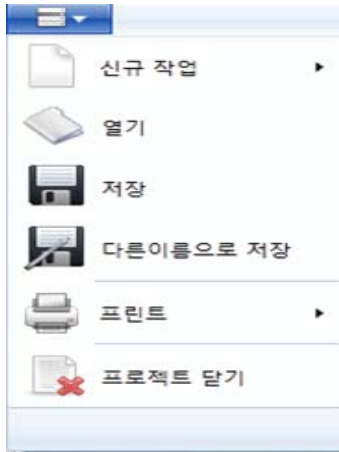 신규 작업
열기
저장
다른이름으로 저장
프린트
프로젝트 닫기